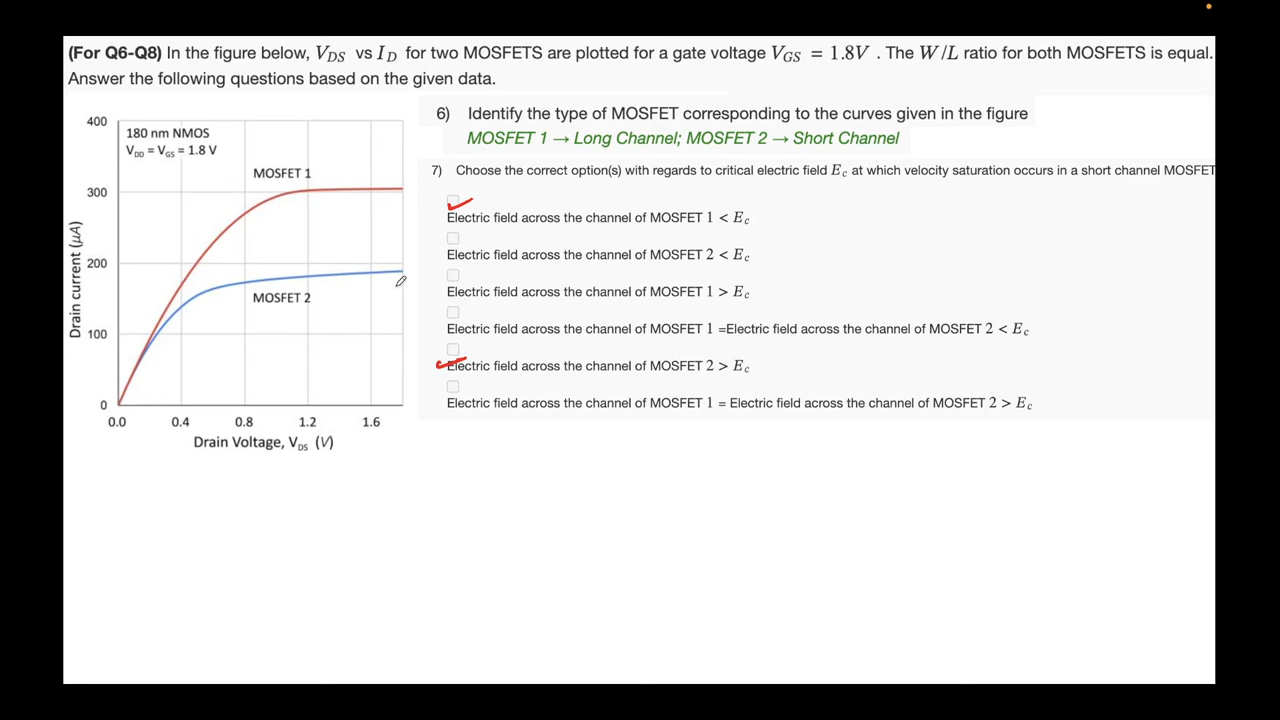 (For Q6-Q8) In the figure below, V_DS vs I_D for two MOSFETS are plotted for a gate voltage V_GS = 1.8V . The W/L ratio for both MOSFETS is equal.
Answer the following questions based on the given data.
6) Identify the type of MOSFET corresponding to the curves given in the figure
MOSFET 1 → Long Channel; MOSFET 2 → Short Channel
7) Choose the correct option(s) with regards to critical electric field E_c at which velocity saturation occurs in a short channel MOSFET
Electric field across the channel of MOSFET 1 < E_c
Electric field across the channel of MOSFET 2 < E_c
Electric field across the channel of MOSFET 1 > E_c
Electric field across the channel of MOSFET 1 =Electric field across the channel of MOSFET 2 < E_c
Electric field across the channel of MOSFET 2 > E_c
Electric field across the channel of MOSFET 1 = Electric field across the channel of MOSFET 2 > E_c
180 nm NMOS
V_DD = V_GS = 1.8 V
MOSFET 1
MOSFET 2
Drain current (μA)
400
300
200
100
0
0.0 0.4 0.8 1.2 1.6
Drain Voltage, V_DS (V)